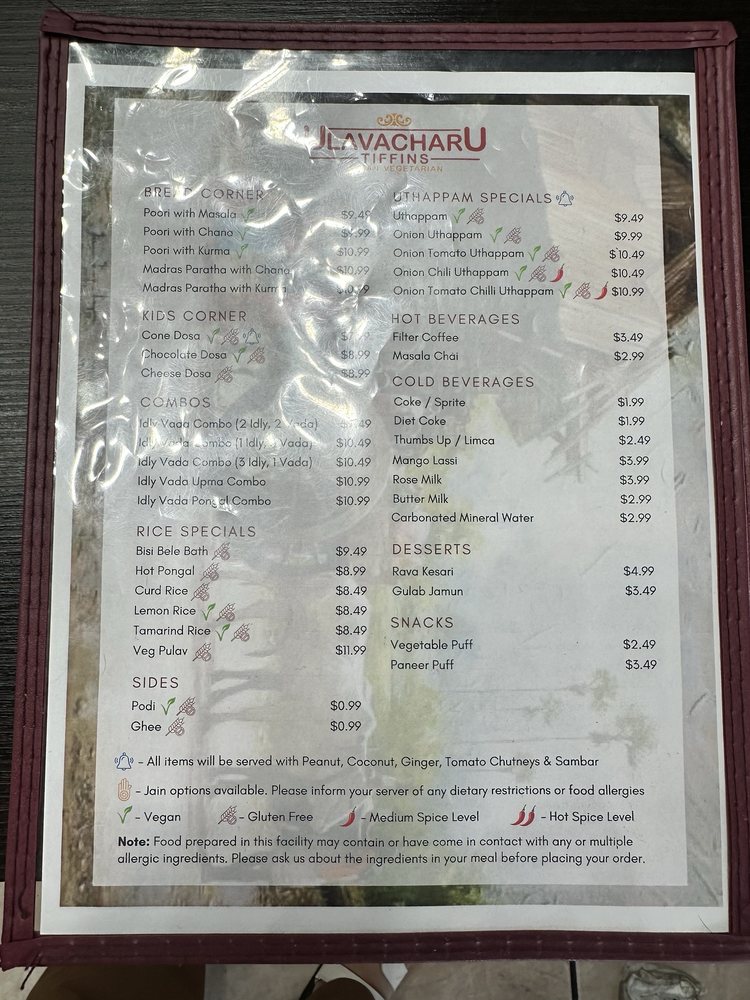 ULAVACHARU
TIFFINS
VEGETARIAN
BREAD CORNER
Poori with Masala $9.49
Poori with Chana
Poori with Kurma $10.99
Madras Paratha with Chana $10.99
Madras Paratha with Kurma $10.99
KIDS CORNER
Cone Dosa
Chocolate Dosa $8.99
Cheese Dosa $8.99
COMBOS
Idly Vada Combo (2 Idly, 2 Vada)
Idly Vada Combo (1 Idly, Vada) $10.49
Idly Vada Combo (3 Idly, 1 Vada) $10.49
Idly Vada Upma Combo $10.99
Idly Vada Pongal Combo $10.99
RICE SPECIALS
Bisi Bele Bath $9.49
Hot Pongal $8.99
Curd Rice $8.49
Lemon Rice $8.49
Tamarind Rice $8.49
Veg Pulav $11.99
SIDES
Podi $0.99
Ghee $0.99
UTHAPPAM SPECIALS
Uthappam $9.49
Onion Uthappam $9.99
Onion Tomato Uthappam $10.49
Onion Chili Uthappam $10.49
Onion Tomato Chilli Uthappam $10.99
HOT BEVERAGES
Filter Coffee $3.49
Masala Chai $2.99
COLD BEVERAGES
Coke / Sprite $1.99
Diet Coke $1.99
Thumbs Up / Limca $2.49
Mango Lassi $3.99
Rose Milk $3.99
Butter Milk $2.99
Carbonated Mineral Water $2.99
DESSERTS
Rava Kesari $4.99
Gulab Jamun $3.49
SNACKS
Vegetable Puff $2.49
Paneer Puff $3.49
- All items will be served with Peanut, Coconut, Ginger, Tomato Chutneys & Sambar
- Jain options available. Please inform your server of any dietary restrictions or food allergies
- Vegan - Gluten Free - Medium Spice Level - Hot Spice Level
Note: Food prepared in this facility may contain or have come in contact with any or multiple
allergic ingredients. Please ask us about the ingredients in your meal before placing your order.